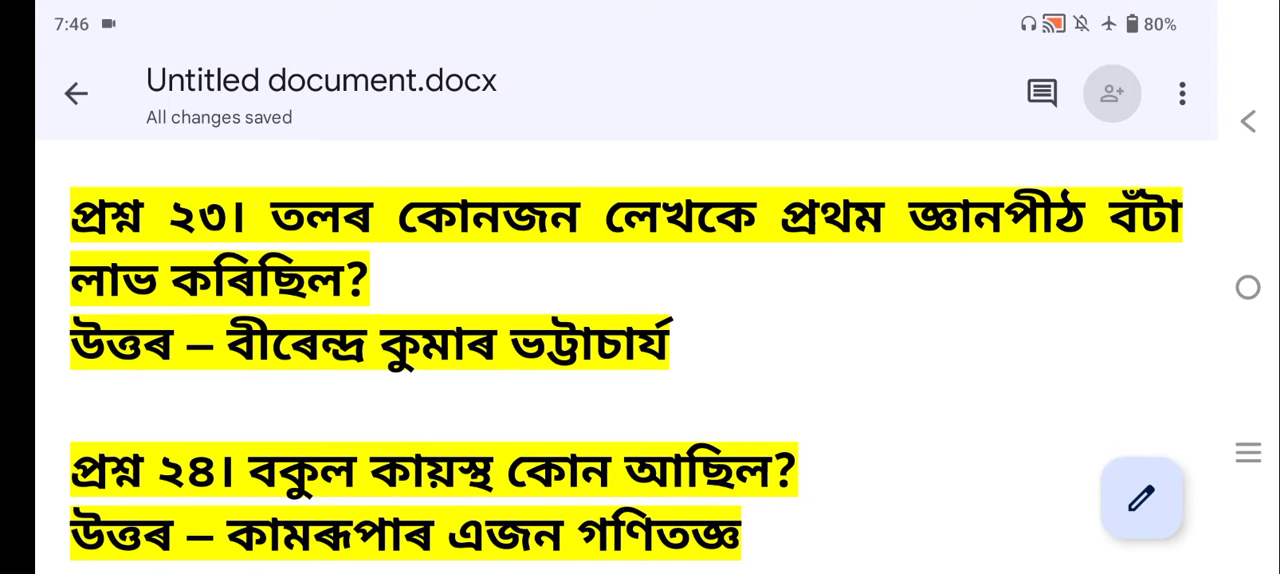 7:46
80%
Untitled document.docx
All changes saved
প্ৰশ্ন ২৩। তলৰ কোনজন লেখকে প্ৰথম জ্ঞানপীঠ বঁটা
লাভ কৰিছিল?
উত্তৰ – বীৰেন্দ্ৰ কুমাৰ ভট্টাচাৰ্য
প্ৰশ্ন ২৪। বকুল কায়স্থ কোন আছিল?
উত্তৰ – কামৰূপাৰ এজন গণিতজ্ঞ